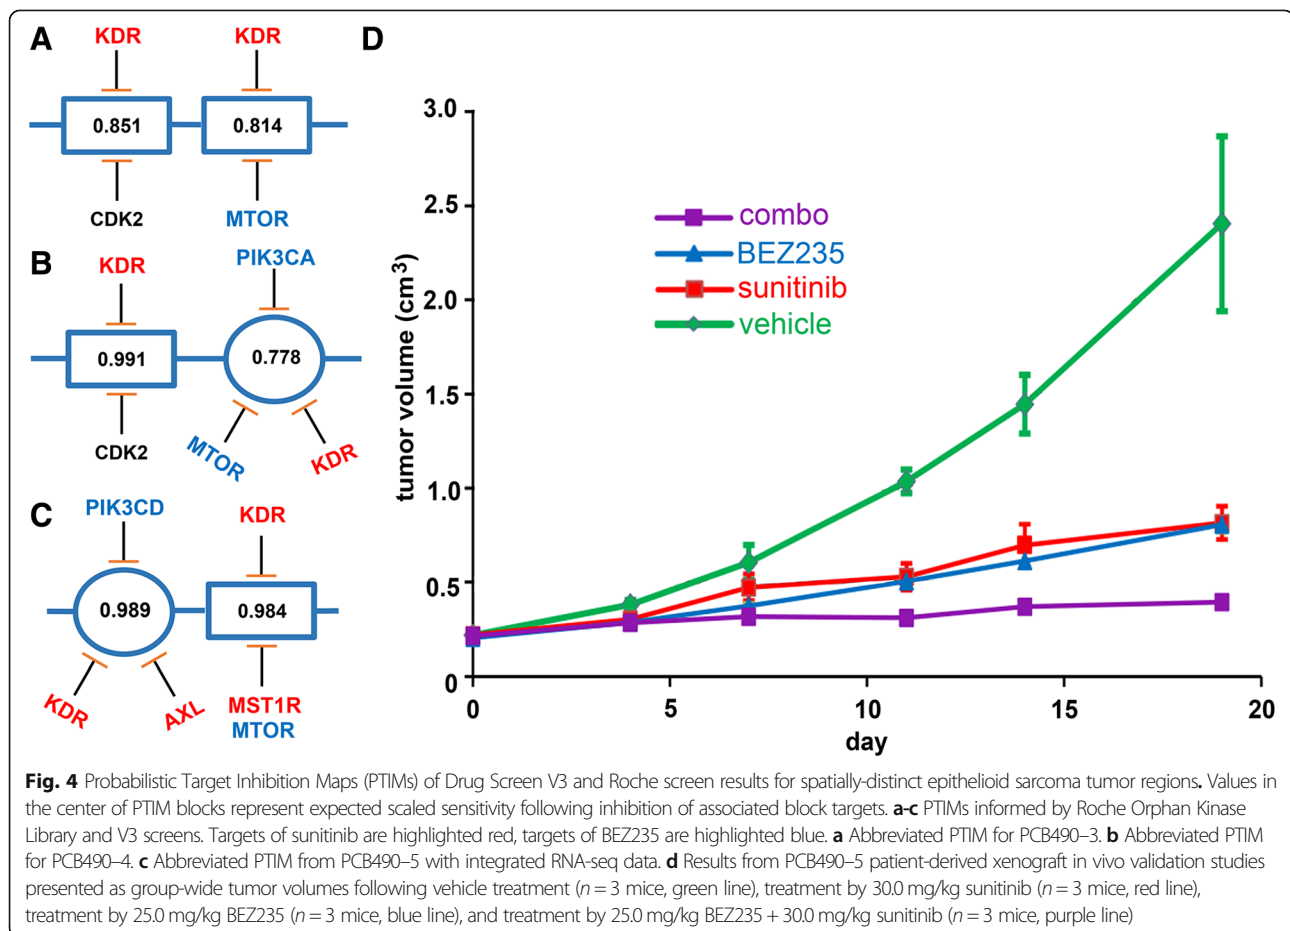 A
KDR
KDR
0.851
0.814
CDK2
MTOR
B
KDR
PIK3CA
0.991
0.778
CDK2
MTOR
KDR
C
PIK3CD
KDR
0.989
0.984
KDR
AXL
MST1R
MTOR
D
3.0
2.5
2.0
1.5
1.0
0.5
0
tumor volume (cm³)
combo
BEZ235
sunitinib
vehicle
0
5
10
15
20
day
Fig. 4 Probabilistic Target Inhibition Maps (PTIMs) of Drug Screen V3 and Roche screen results for spatially-distinct epithelioid sarcoma tumor regions. Values in
the center of PTIM blocks represent expected scaled sensitivity following inhibition of associated block targets. a-c PTIMs informed by Roche Orphan Kinase
Library and V3 screens. Targets of sunitinib are highlighted red, targets of BEZ235 are highlighted blue. a Abbreviated PTIM for PCB490–3. b Abbreviated PTIM
for PCB490–4. c Abbreviated PTIM from PCB490–5 with integrated RNA-seq data. d Results from PCB490–5 patient-derived xenograft in vivo validation studies
presented as group-wide tumor volumes following vehicle treatment (n = 3 mice, green line), treatment by 30.0 mg/kg sunitinib (n = 3 mice, red line),
treatment by 25.0 mg/kg BEZ235 (n = 3 mice, blue line), and treatment by 25.0 mg/kg BEZ235 + 30.0 mg/kg sunitinib (n = 3 mice, purple line)